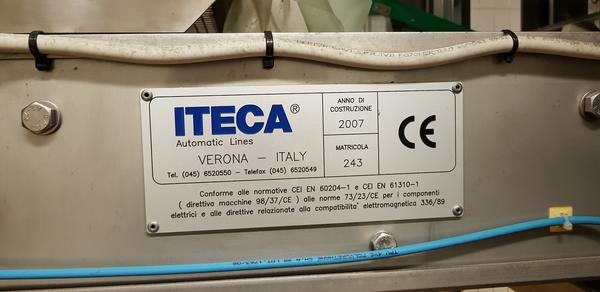 ITECA®
Automatic Lines
VERONA – ITALY
Tel. (045) 6520550 – Telefax (045) 6520549
ANNO DI
COSTRUZIONE
2007
MATRICOLA
243
CE
Conforme alle normative CEI EN 60204-1 e CEI EN 61310-1
( direttiva macchine 98/37/CE ) alle norme 73/23/CE per i componenti
elettrici e alle direttive relazionate alla compatibilita' elettromagnetica 336/89